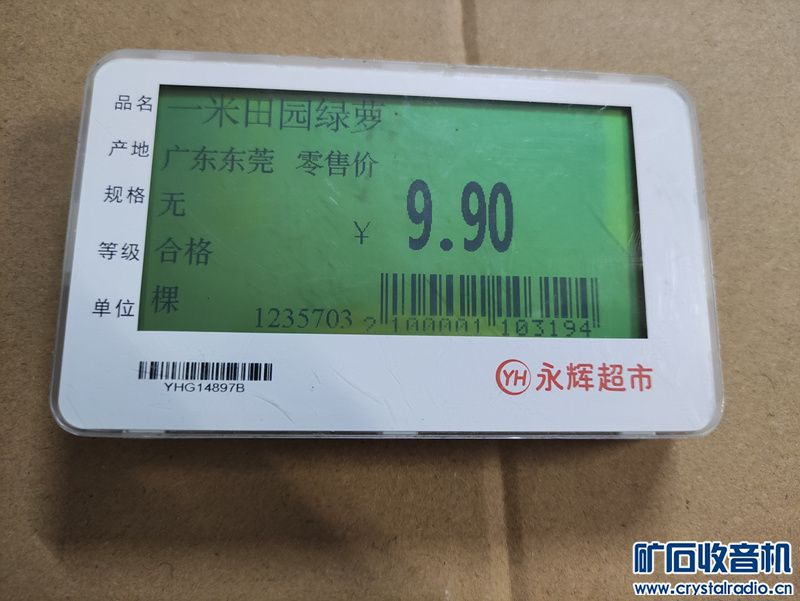 品名 一米田园绿萝
产地 广东东莞 零售价
规格 无
¥ 9.90
等级 合格
单位 棵
1235703
2 100001 103194
YHG14897B
YH 永辉超市
矿石收音机
www.crystalradio.cn